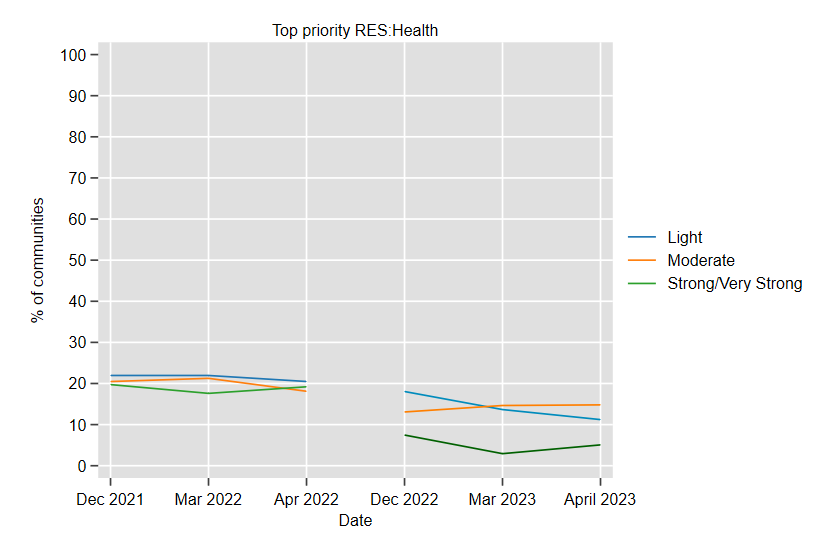 Top priority RES:Health
100
90
80
70
60
50
40
30
20
10
0
% of communities
Dec 2021 Mar 2022 Apr 2022 Dec 2022 Mar 2023 April 2023
Date
Light
Moderate
Strong/Very Strong